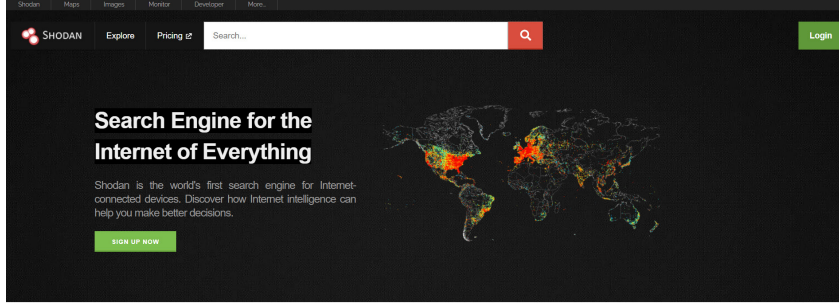 Shodan Maps Images Monitor Developer More...
SHODAN Explore Pricing Search... Login
Search Engine for the
Internet of Everything
Shodan is the world's first search engine for Internet-
connected devices. Discover how Internet intelligence can
help you make better decisions.
SIGN UP NOW